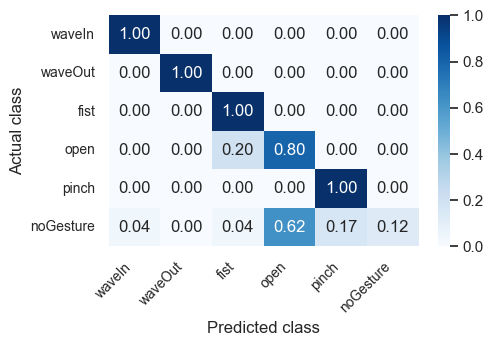 waveIn 1.00 0.00 0.00 0.00 0.00 0.00
waveOut 0.00 1.00 0.00 0.00 0.00 0.00
fist 0.00 0.00 1.00 0.00 0.00 0.00
open 0.00 0.00 0.20 0.80 0.00 0.00
pinch 0.00 0.00 0.00 0.00 1.00 0.00
noGesture 0.04 0.00 0.04 0.62 0.17 0.12
waveIn waveOut fist open pinch noGesture
Predicted class
Actual class
1.0
0.8
0.6
0.4
0.2
0.0